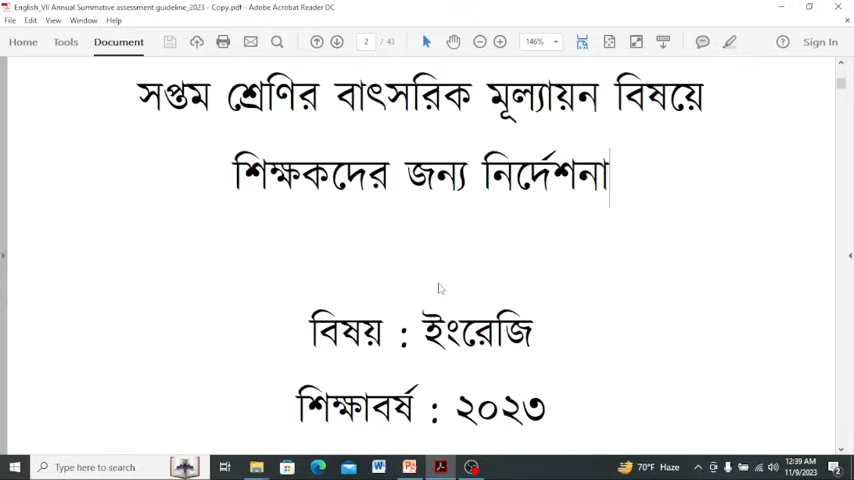 English_VII Annual Summative assessment guideline_2023 - Copy.pdf - Adobe Acrobat Reader DC
File Edit View Window Help
Home Tools Document 2 / 43 146% Sign In
সপ্তম শ্রেণির বাৎসরিক মূল্যায়ন বিষয়ে
শিক্ষকদের জন্য নির্দেশনা
বিষয় : ইংরেজি
শিক্ষাবর্ষ : ২০২৩
Type here to search 70°F Haze 12:39 AM
11/9/2023 2